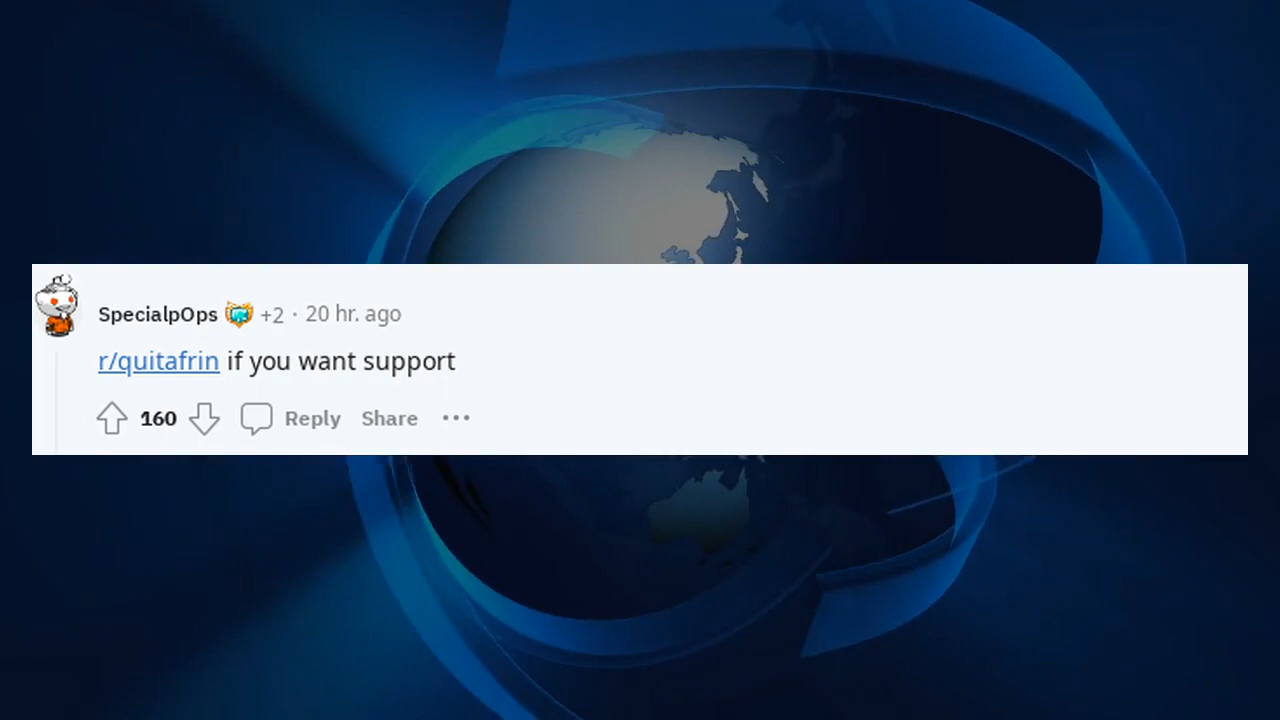 SpecialpOps +2 · 20 hr. ago
r/quitafrin if you want support
160 Reply Share ···